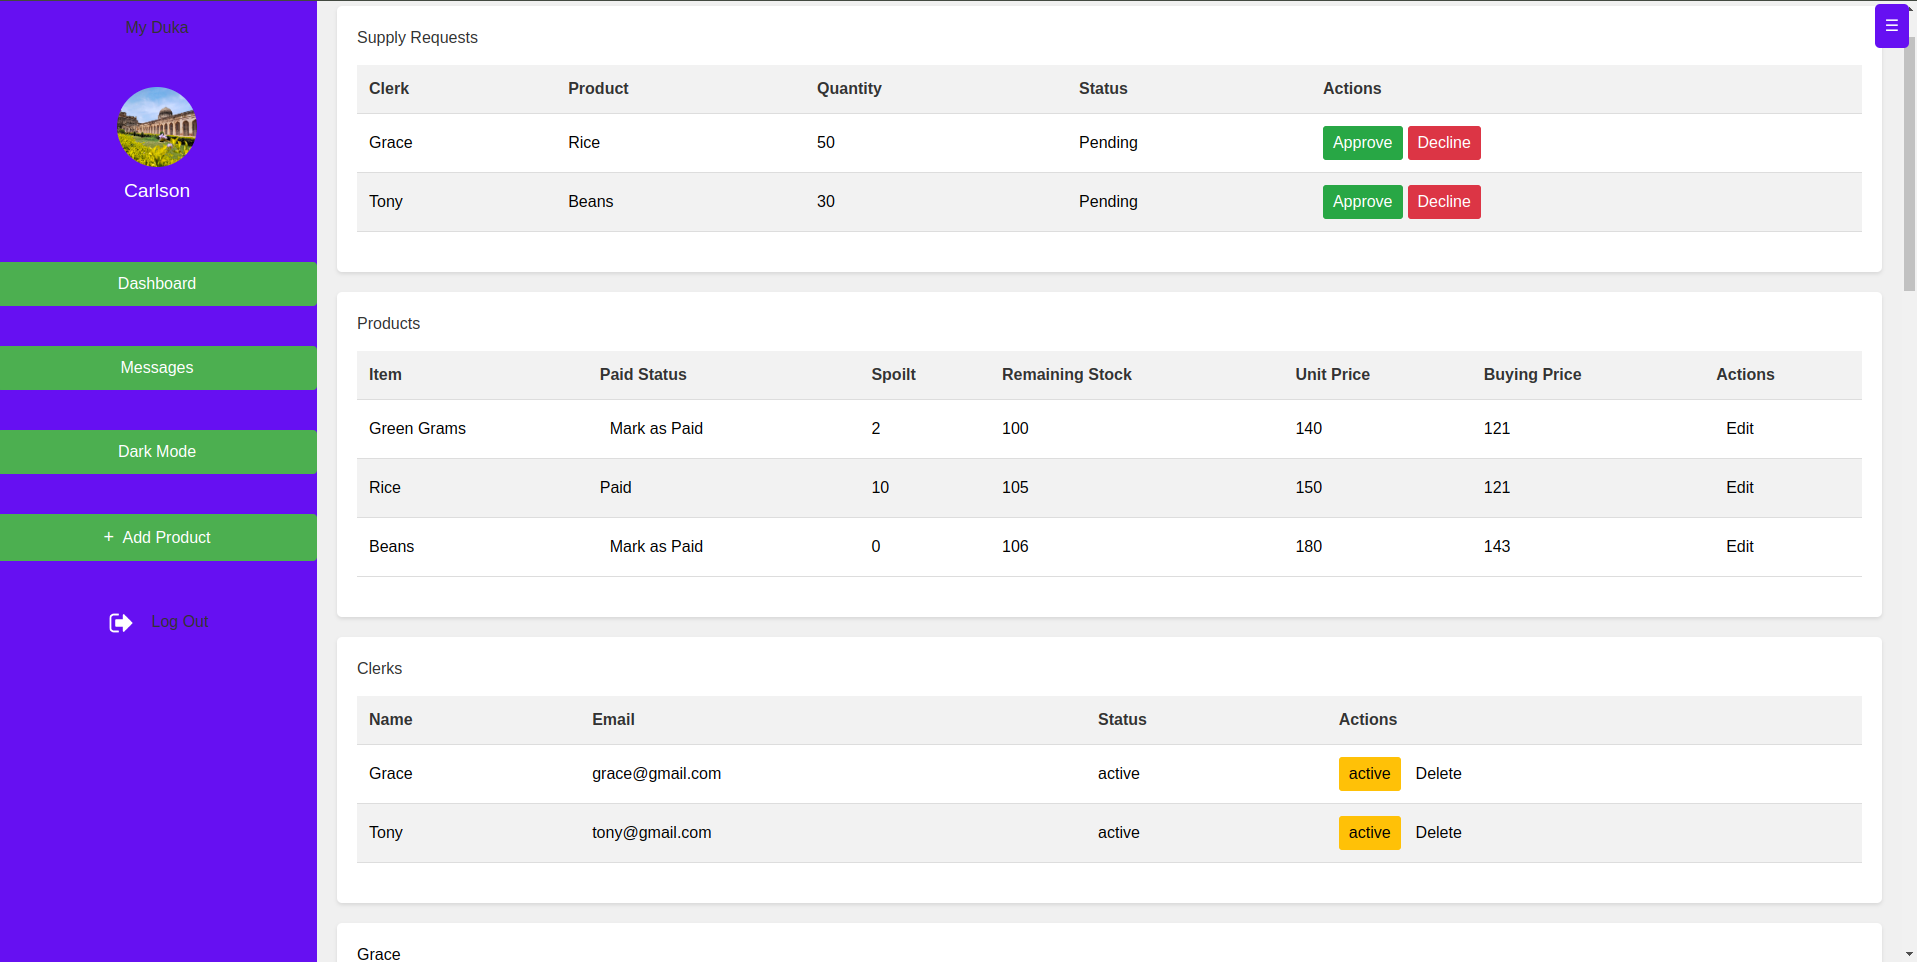 My Duka
Carlson
Dashboard
Messages
Dark Mode
+ Add Product
Log Out
☰
Supply Requests
Clerk Product Quantity Status Actions
Grace Rice 50 Pending Approve Decline
Tony Beans 30 Pending Approve Decline
Products
Item Paid Status Spoilt Remaining Stock Unit Price Buying Price Actions
Green Grams Mark as Paid 2 100 140 121 Edit
Rice Paid 10 105 150 121 Edit
Beans Mark as Paid 0 106 180 143 Edit
Clerks
Name Email Status Actions
Grace grace@gmail.com active active Delete
Tony tony@gmail.com active active Delete
Grace